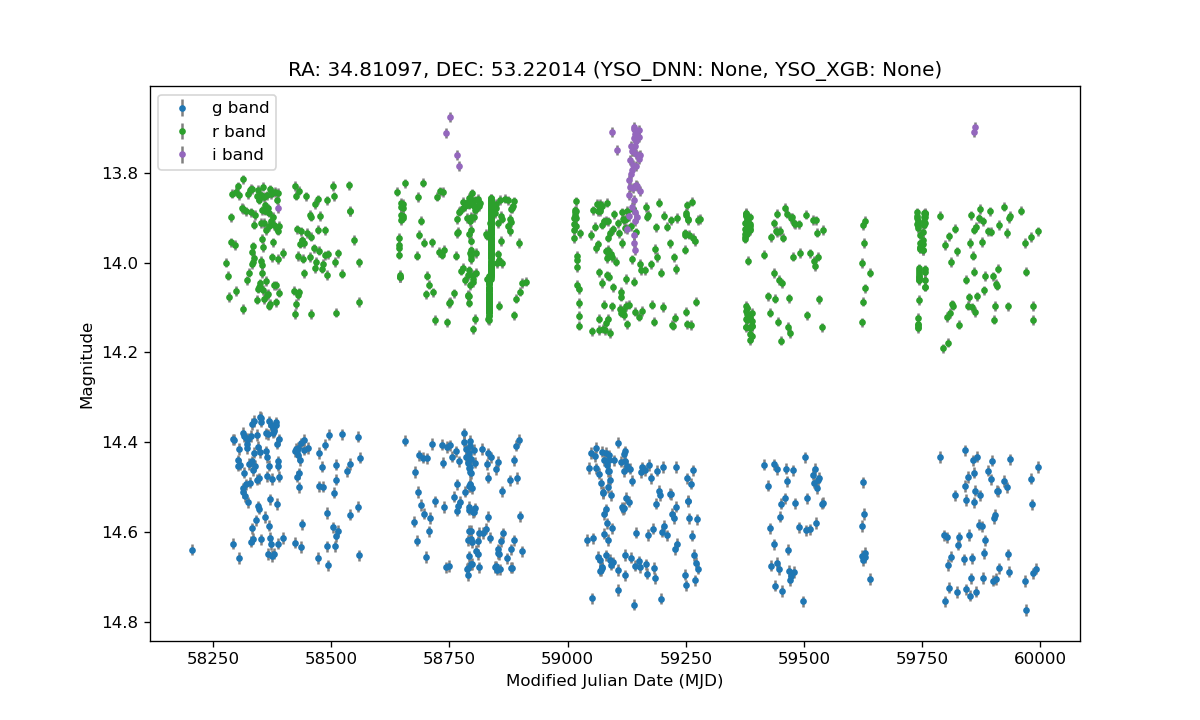 RA: 34.81097, DEC: 53.22014 (YSO_DNN: None, YSO_XGB: None)
g band
r band
i band
13.8
14.0
14.2
14.4
14.6
14.8
Magnitude
58250 58500 58750 59000 59250 59500 59750 60000
Modified Julian Date (MJD)